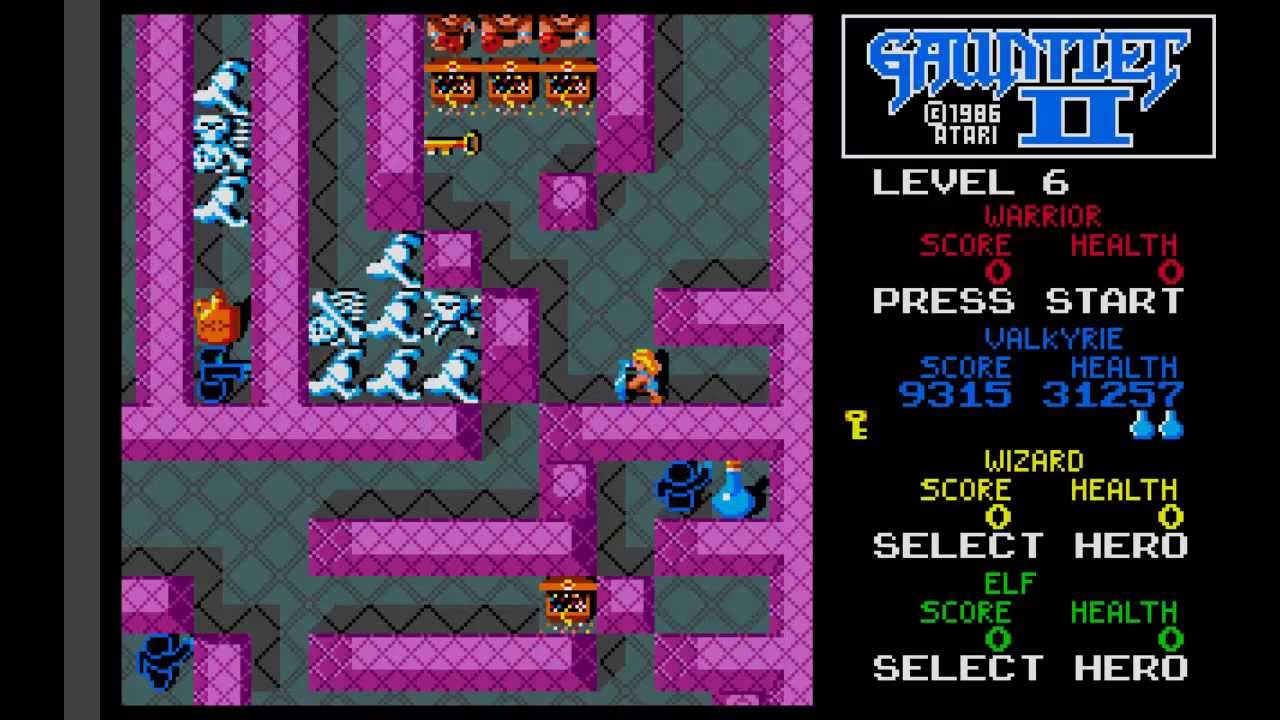 GAUNTLET
II
©1986
ATARI
LEVEL 6
WARRIOR
SCORE HEALTH
0 0
PRESS START
VALKYRIE
SCORE HEALTH
9315 31257
WIZARD
SCORE HEALTH
0 0
SELECT HERO
ELF
SCORE HEALTH
0 0
SELECT HERO